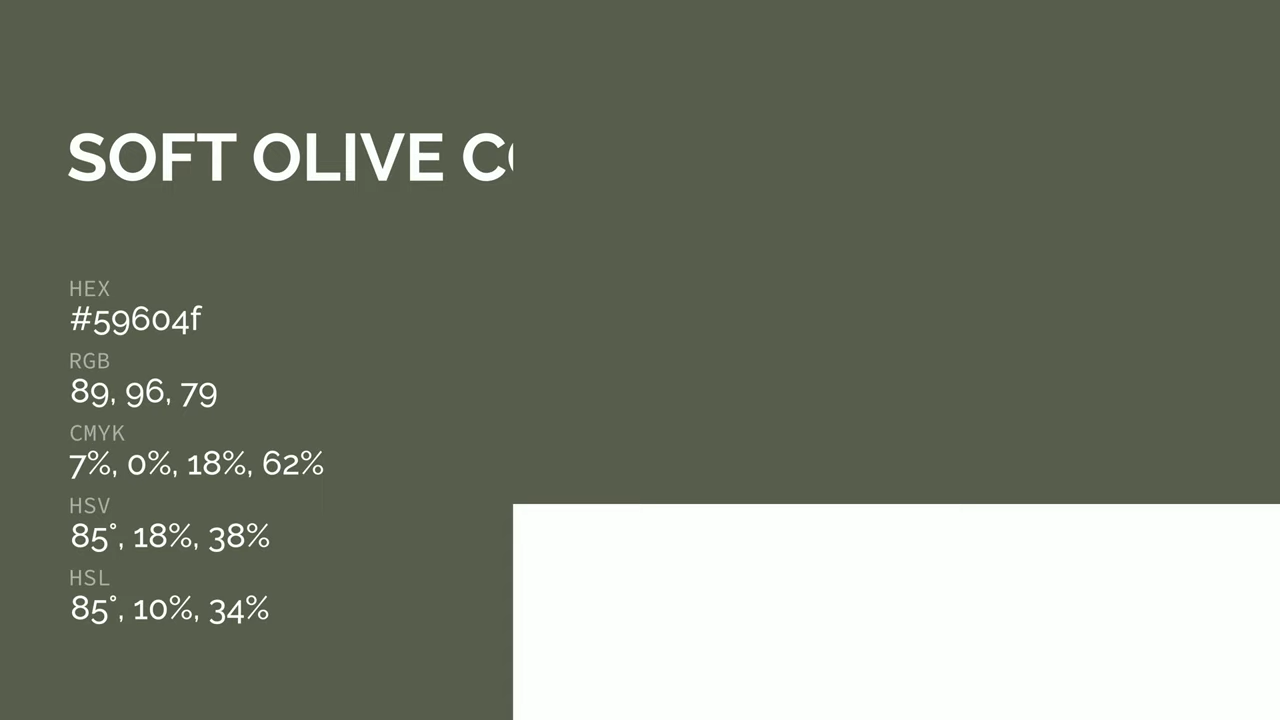 SOFT OLIVE C
HEX
#59604f
RGB
89, 96, 79
CMYK
7%, 0%, 18%, 62%
HSV
85°, 18%, 38%
HSL
85°, 10%, 34%